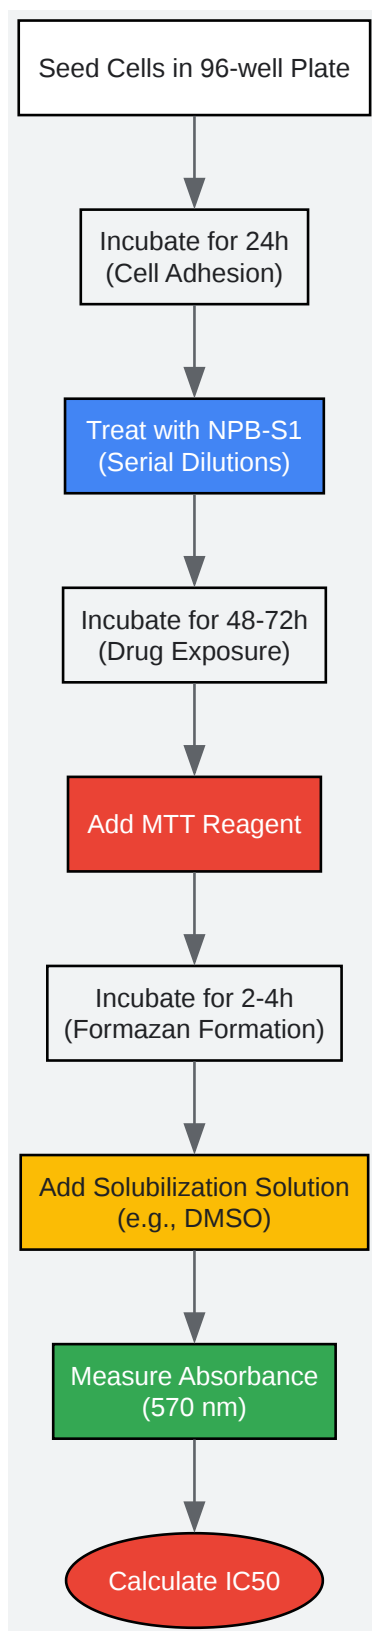 Seed Cells in 96-well Plate
Incubate for 24h
(Cell Adhesion)
Treat with NPB-S1
(Serial Dilutions)
Incubate for 48-72h
(Drug Exposure)
Add MTT Reagent
Incubate for 2-4h
(Formazan Formation)
Add Solubilization Solution
(e.g., DMSO)
Measure Absorbance
(570 nm)
Calculate IC50